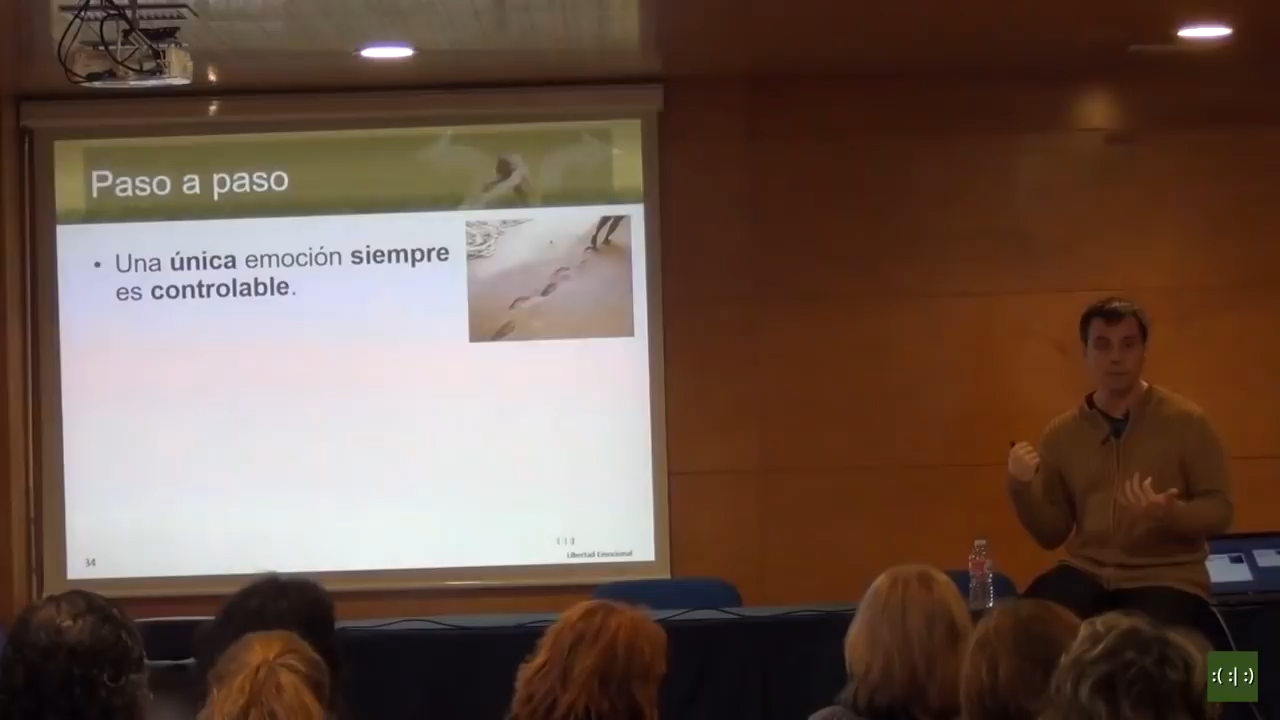 Paso a paso
• Una única emoción siempre
es controlable.
34
Libertad Emocional
:( :| :)